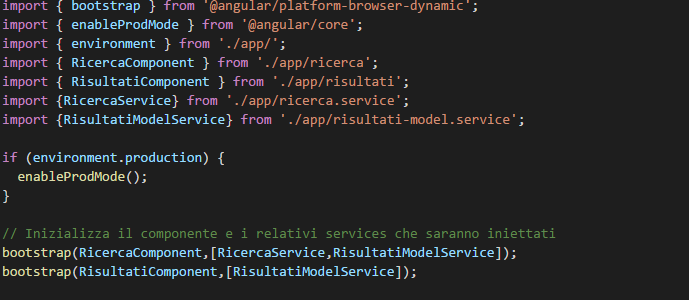 import { bootstrap } from '@angular/platform-browser-dynamic';
import { enableProdMode } from '@angular/core';
import { environment } from './app/';
import { RicercaComponent } from './app/ricerca';
import { RisultatiComponent } from './app/risultati';
import {RicercaService} from './app/ricerca.service';
import {RisultatiModelService} from './app/risultati-model.service';
if (environment.production) {
  enableProdMode();
}
// Inizializza il componente e i relativi services che saranno iniettati
bootstrap(RicercaComponent,[RicercaService,RisultatiModelService]);
bootstrap(RisultatiComponent,[RisultatiModelService]);